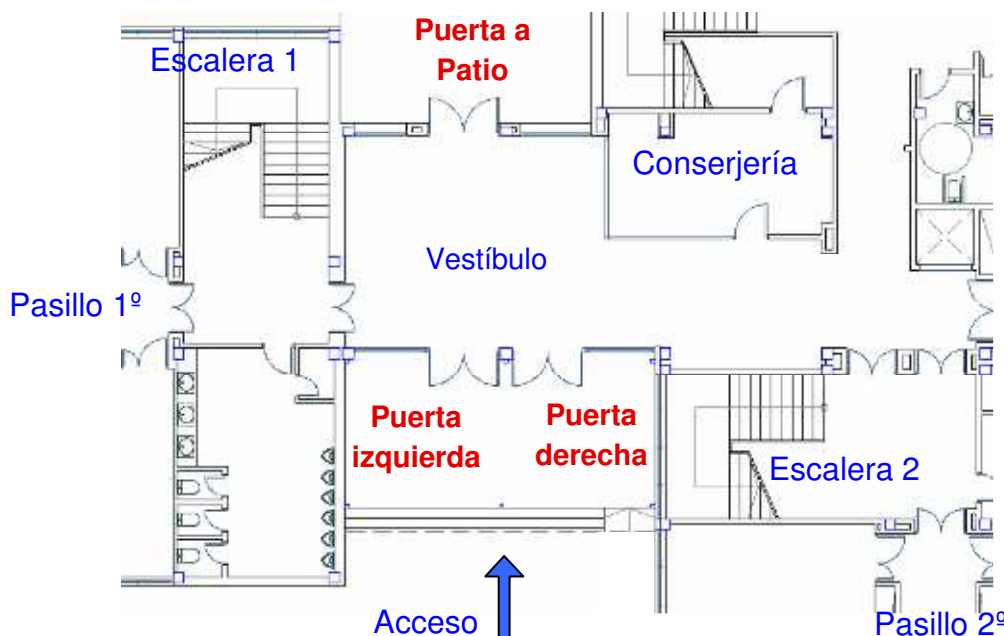 Puerta a
Patio
Escalera 1
Conserjería
Vestíbulo
Pasillo 1º
Puerta
izquierda
Puerta
derecha
Escalera 2
Acceso
Pasillo 2º